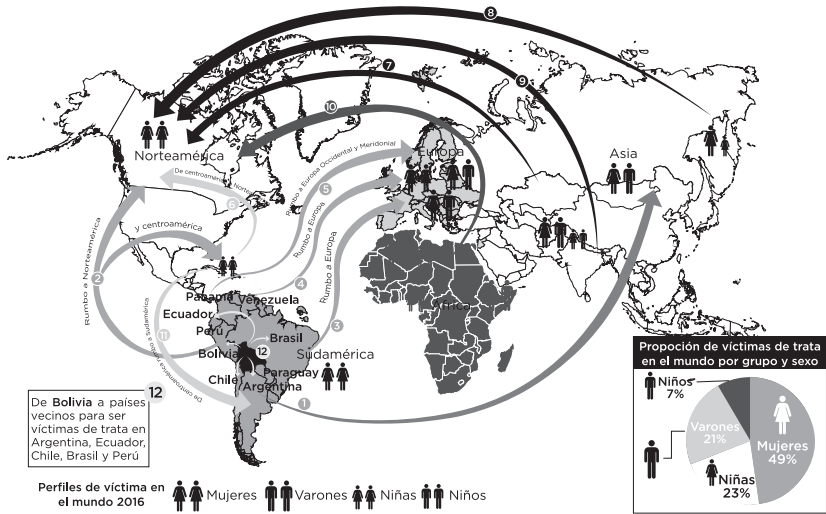 8
7
9
10
Norteamérica
Europa
Asia
De centroamérica
Norte
6
Rumbo a Europa Occidental y Meridonial
5
Rumbo a Europa
4
Rumbo a Europa
3
Rumbo a Norteamérica
y centroamérica
2
De centroamérica rumbo a Sudamérica
11
África
Panamá
Venezuela
Ecuador
Perú
Brasil
Bolivia
12
Sudamérica
Paraguay
Chile
Argentina
1
12
De Bolivia a países
vecinos para ser
víctimas de trata en
Argentina, Ecuador,
Chile, Brasil y Perú
Propoción de víctimas de trata
en el mundo por grupo y sexo
Niños
7%
Varones
21%
Mujeres
49%
Niñas
23%
Perfiles de víctima en
el mundo 2016
Mujeres
Varones
Niñas
Niños